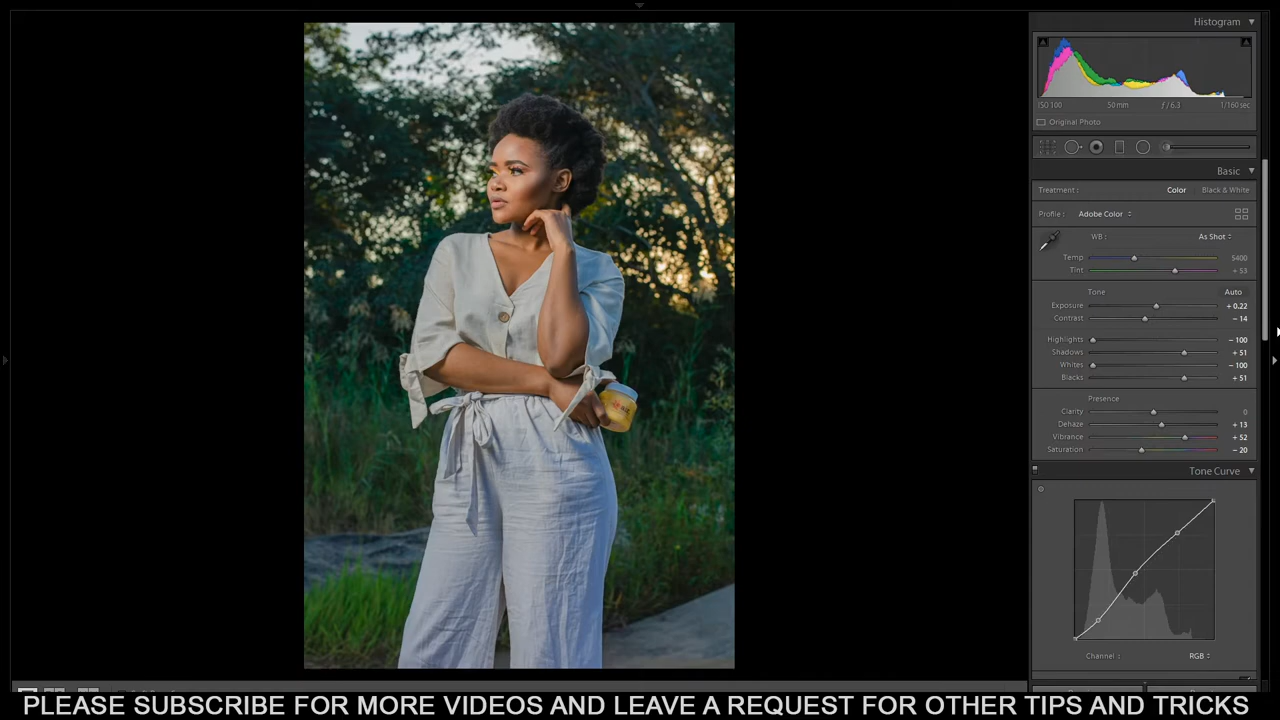 Histogram
ISO 100 50 mm ƒ / 6.3 1/160 sec
Original Photo
Basic
Treatment : Color Black & White
Profile : Adobe Color
WB : As Shot
Temp 5400
Tint + 53
Tone Auto
Exposure + 0.22
Contrast − 14
Highlights − 100
Shadows + 51
Whites − 100
Blacks + 51
Presence
Clarity 0
Dehaze + 13
Vibrance + 52
Saturation − 20
Tone Curve
Channel : RGB
PLEASE SUBSCRIBE FOR MORE VIDEOS AND LEAVE A REQUEST FOR OTHER TIPS AND TRICKS